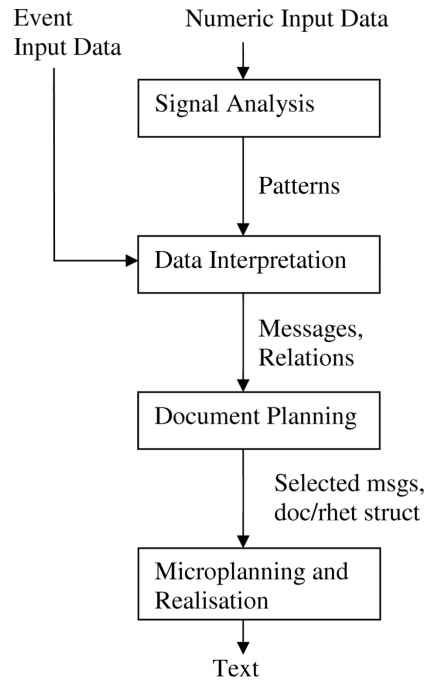 Event
Input Data
Numeric Input Data
Signal Analysis
Patterns
Data Interpretation
Messages,
Relations
Document Planning
Selected msgs,
doc/rhet struct
Microplanning and
Realisation
Text